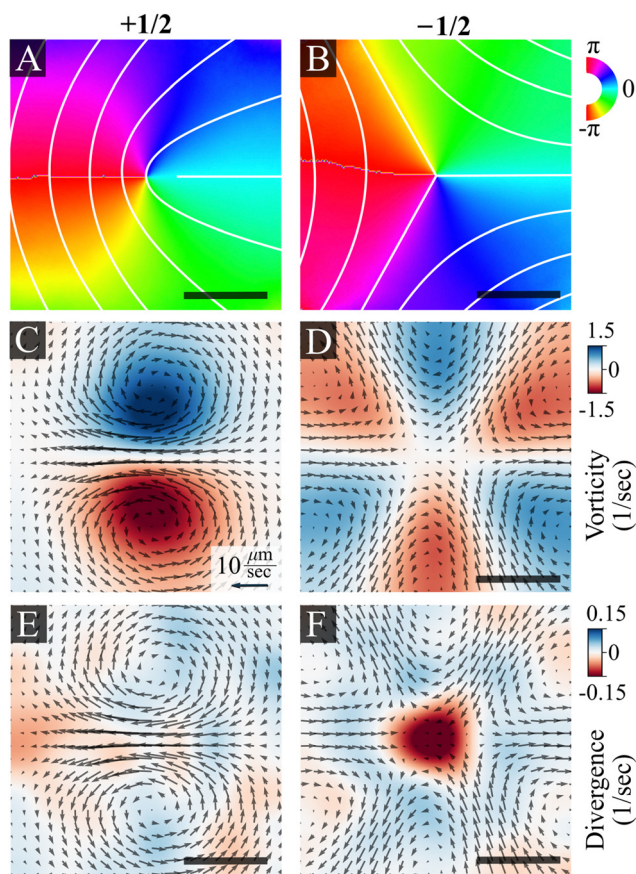 +1/2
−1/2
A
B
π
0
-π
C
D
1.5
0
-1.5
Vorticity
(1/sec)
10 μm/sec
E
F
0.15
0
-0.15
Divergence
(1/sec)